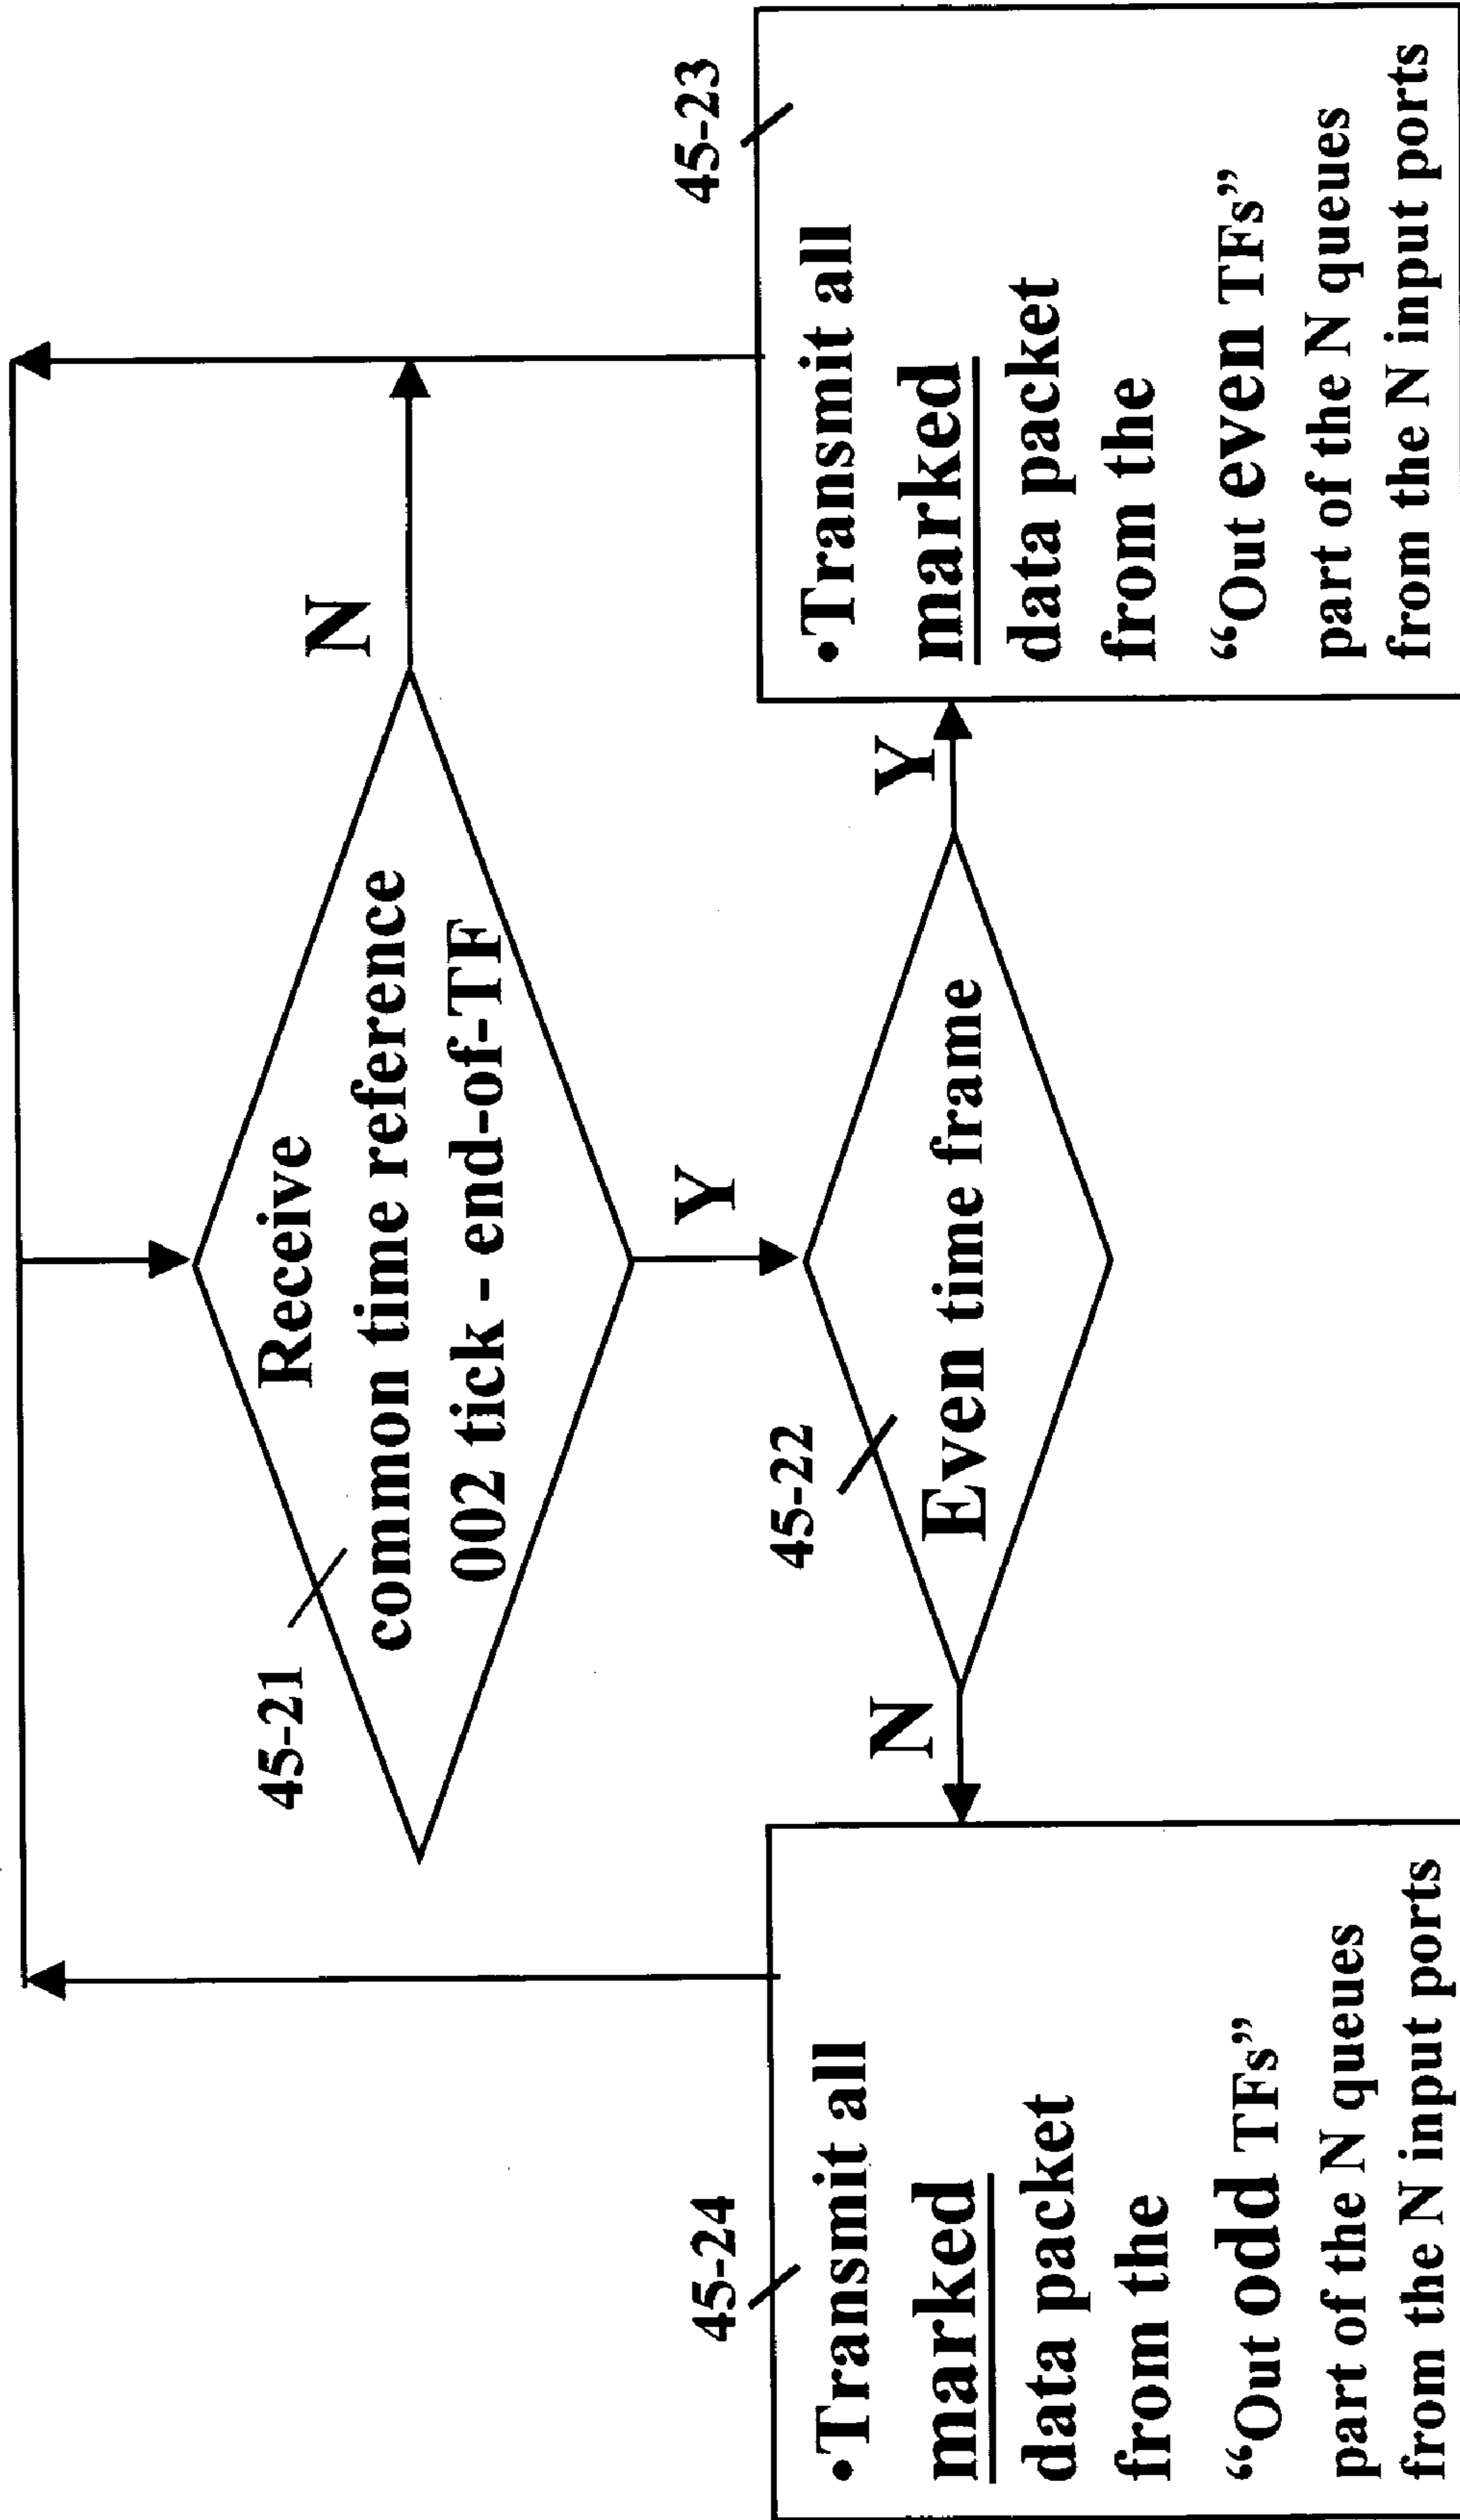 45-21
Receive
common time reference
002 tick - end-of-TF
N
Y
45-22
Even time frame
N
Y
45-24
•Transmit all
marked
data packet
from the
“Out odd TFs”
part of the N queues
from the N input ports
45-23
•Transmit all
marked
data packet
from the
“Out even TFs”
part of the N queues
from the N input ports